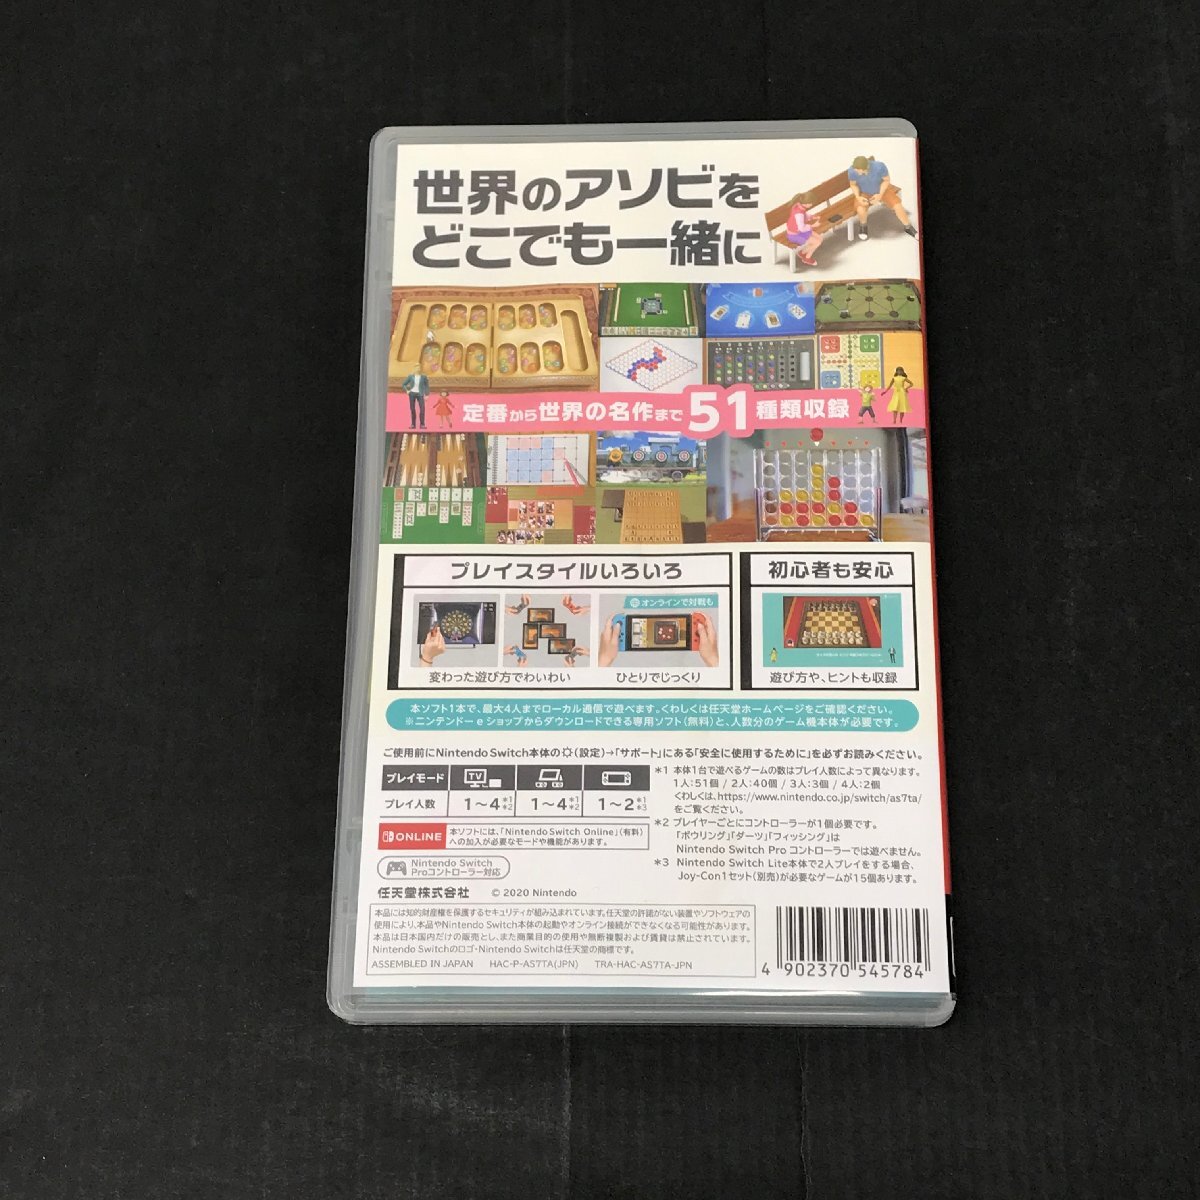 世界のアソビを
どこでも一緒に
定番から世界の名作まで51種類収録
プレイスタイルいろいろ
初心者も安心
オンラインで対戦も
変わった遊び方でわいわい
ひとりでじっくり
遊び方や、ヒントも収録
本ソフト1本で、最大4人までローカル通信で遊べます。くわしくは任天堂ホームページをご確認ください。
※ニンテンドーeショップからダウンロードできる専用ソフト(無料)と、人数分のゲーム機本体が必要です。
ご使用前にNintendo Switch本体の(設定)→「サポート」にある「安全に使用するために」を必ずお読みください。
プレイモード
TV
プレイ人数
1〜4 *1 *2
1〜4 *1 *2
1〜2 *1 *3
*1 本体1台で遊べるゲームの数はプレイ人数によって異なります。
1人:51個 / 2人:40個 / 3人:3個 / 4人:2個
くわしくは、https://www.nintendo.co.jp/switch/as7ta/
をご覧ください。
*2 プレイヤーごとにコントローラーが1個必要です。
「ボウリング」「ダーツ」「フィッシング」は
Nintendo Switch Pro コントローラーでは遊べません。
*3 Nintendo Switch Lite本体で2人プレイをする場合、
Joy-Con1セット(別売)が必要なゲームが15個あります。
ONLINE
本ソフトには、「Nintendo Switch Online」(有料)
への加入が必要なモードや機能があります。
Nintendo Switch
Proコントローラー対応
任天堂株式会社
© 2020 Nintendo
本品には知的財産権を保護するセキュリティが組み込まれています。任天堂の許諾がない装置やソフトウェアの
使用により、本品やNintendo Switch本体の起動やオンライン接続ができなくなる可能性があります。
本品は日本国内だけの販売とし、また商業目的の使用や無断複製および賃貸は禁止されています。
Nintendo Switchのロゴ・Nintendo Switchは任天堂の商標です。
ASSEMBLED IN JAPAN HAC-P-AS7TA(JPN) TRA-HAC-AS7TA-JPN
4 902370 545784